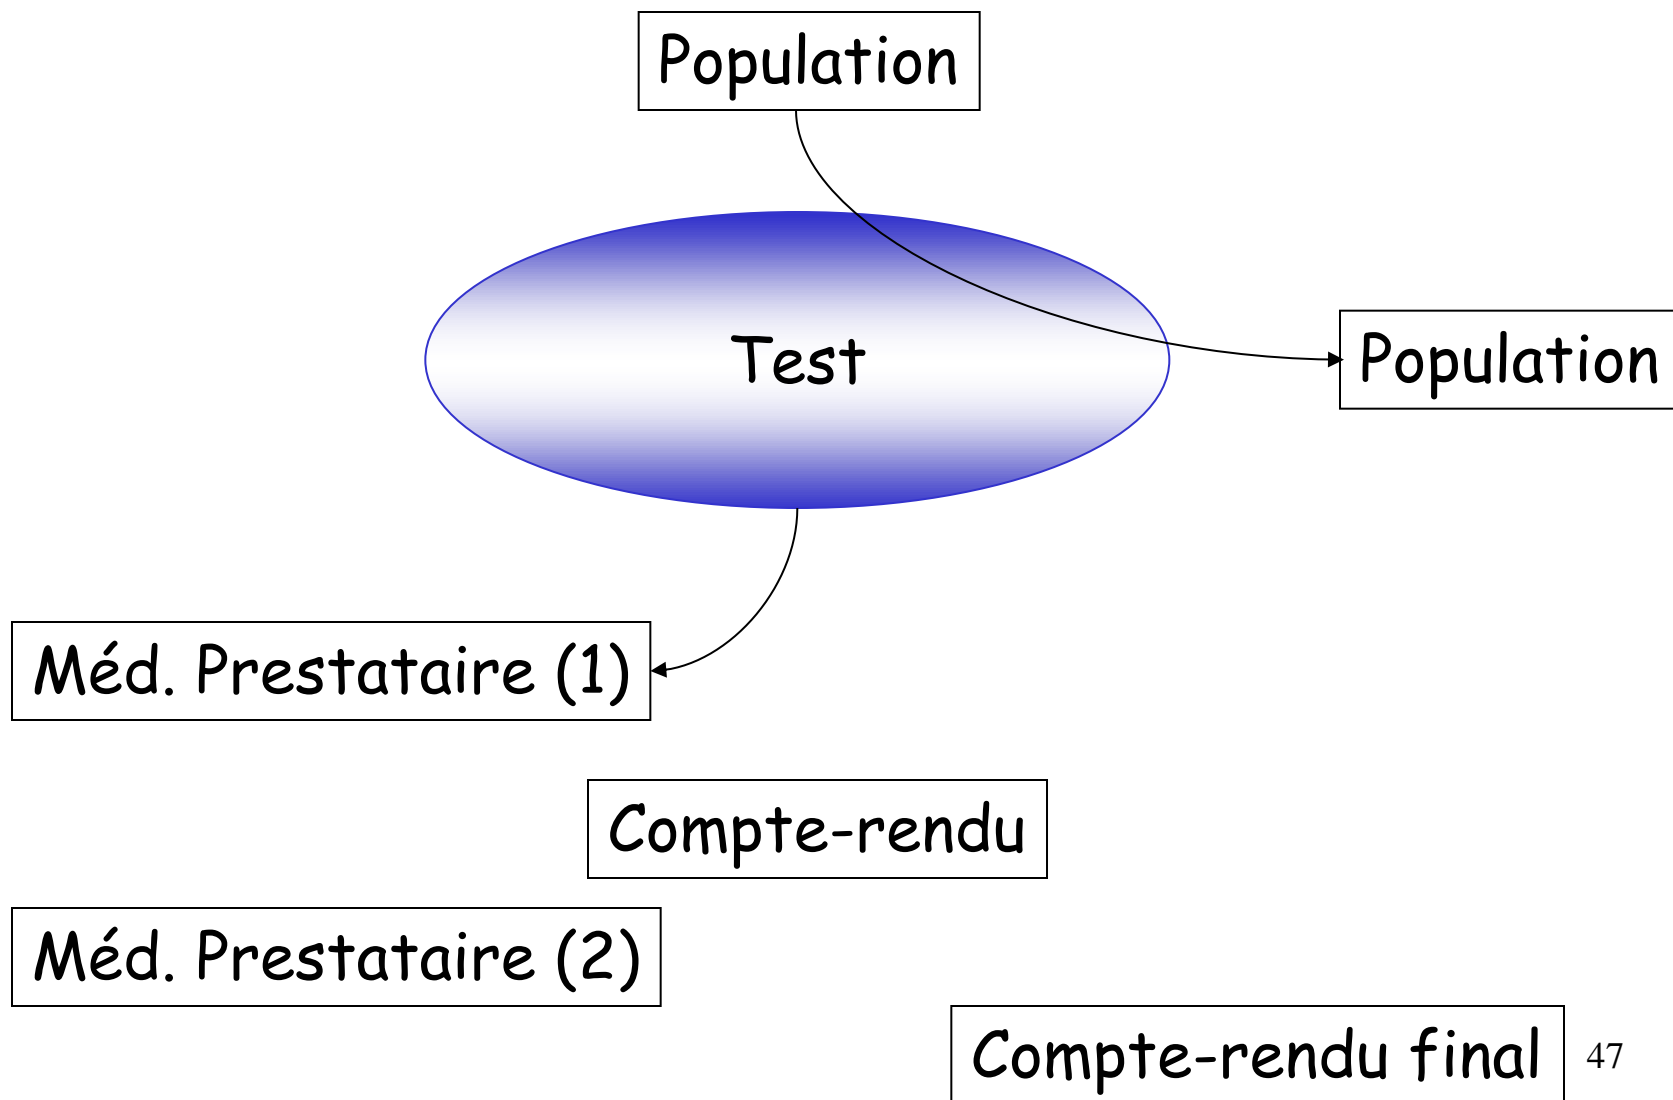 Population
Test
Population
Méd. Prestataire (1)
Compte-rendu
Méd. Prestataire (2)
Compte-rendu final
47